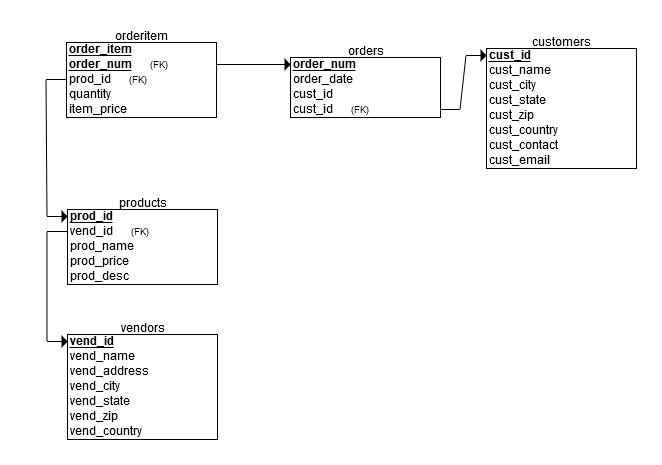 orderitem
order_item
order_num (FK)
prod_id (FK)
quantity
item_price
orders
order_num
order_date
cust_id
cust_id (FK)
customers
cust_id
cust_name
cust_city
cust_state
cust_zip
cust_country
cust_contact
cust_email
products
prod_id
vend_id (FK)
prod_name
prod_price
prod_desc
vendors
vend_id
vend_name
vend_address
vend_city
vend_state
vend_zip
vend_country